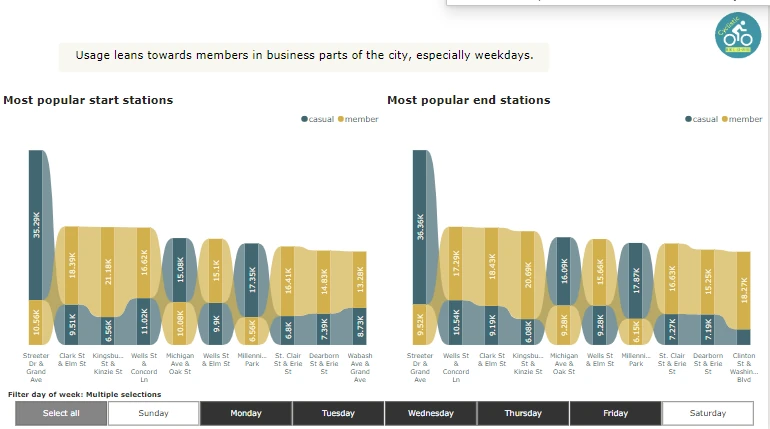 Cyclistic
Usage leans towards members in business parts of the city, especially weekdays.
Most popular start stations
casual member
35.29K
10.56K
18.39K
9.51K
21.18K
6.56K
16.62K
11.02K
15.08K
10.08K
15.1K
9.9K
17.35K
6.56K
16.41K
6.8K
14.83K
7.39K
13.28K
8.73K
Streeter
Dr &
Grand
Ave
Clark St
& Elm St
Kingsbu...
St &
Kinzie St
Wells St
&
Concord
Ln
Michigan
Ave &
Oak St
Wells St
& Elm St
Millenni...
Park
St. Clair
St & Erie
St
Dearborn
St & Erie
St
Wabash
Ave &
Grand
Ave
Most popular end stations
casual member
36.36K
9.52K
17.29K
10.54K
18.43K
9.19K
20.69K
6.08K
16.09K
9.28K
15.66K
9.28K
17.87K
6.15K
16.63K
7.27K
15.25K
7.19K
18.27K
Streeter
Dr &
Grand
Ave
Wells St
&
Concord
Ln
Clark St
& Elm St
Kingsbu...
St &
Kinzie St
Michigan
Ave &
Oak St
Wells St
& Elm St
Millenni...
Park
St. Clair
St & Erie
St
Dearborn
St & Erie
St
Clinton
St &
Washin...
Blvd
Filter day of week: Multiple selections
Select all
Sunday
Monday
Tuesday
Wednesday
Thursday
Friday
Saturday